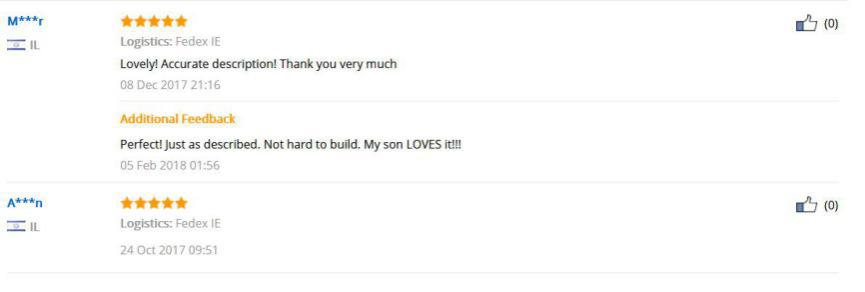 M***r
(0)
IL
Logistics: Fedex IE
Lovely! Accurate description! Thank you very much
08 Dec 2017 21:16
Additional Feedback
Perfect! Just as described. Not hard to build. My son LOVES it!!!
05 Feb 2018 01:56
A***n
(0)
IL
Logistics: Fedex IE
24 Oct 2017 09:51